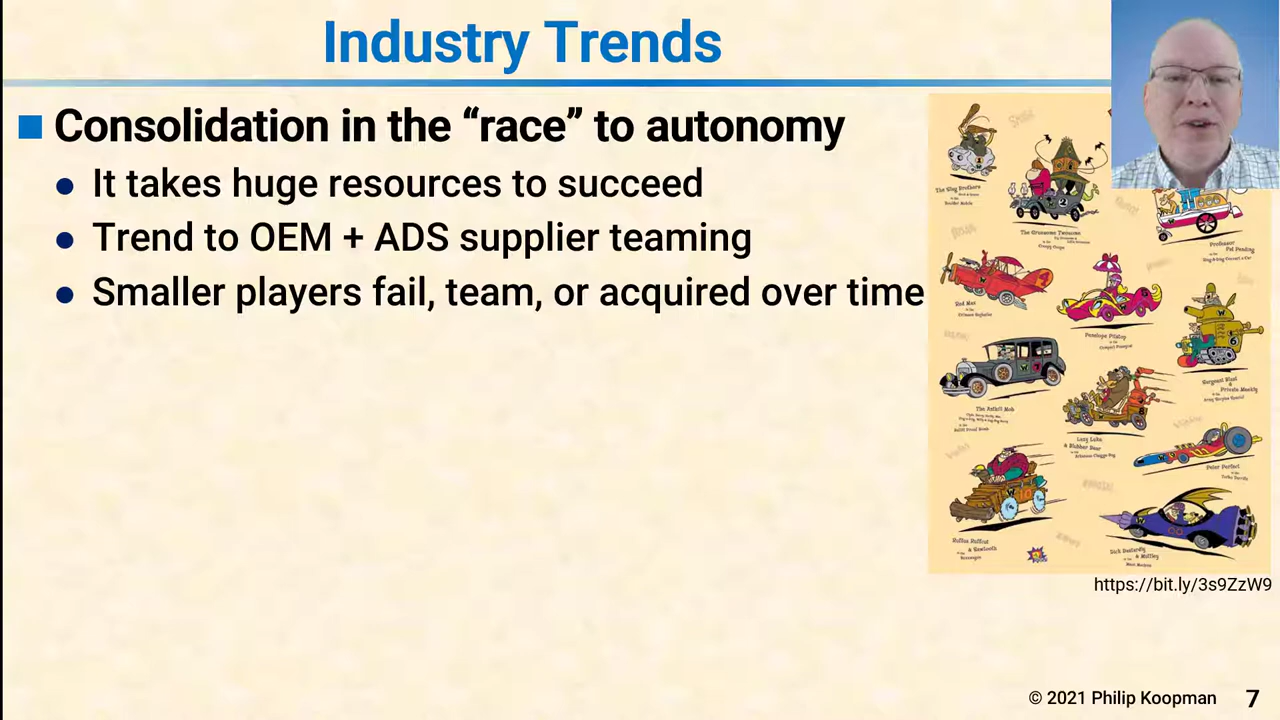 Industry Trends
Consolidation in the “race” to autonomy
It takes huge resources to succeed
Trend to OEM + ADS supplier teaming
Smaller players fail, team, or acquired over time
The Slag Brothers
The Gruesome Twosome
Professor
Pat Pending
Red Max
Penelope Pitstop
Sergeant Blast
&
Private Meekly
The Anthill Mob
Lazy Luke
& Blubber Bear
Peter Perfect
Rufus Ruffcut
& Sawtooth
Dick Dastardly
& Muttley
https://bit.ly/3s9ZzW9
© 2021 Philip Koopman 7